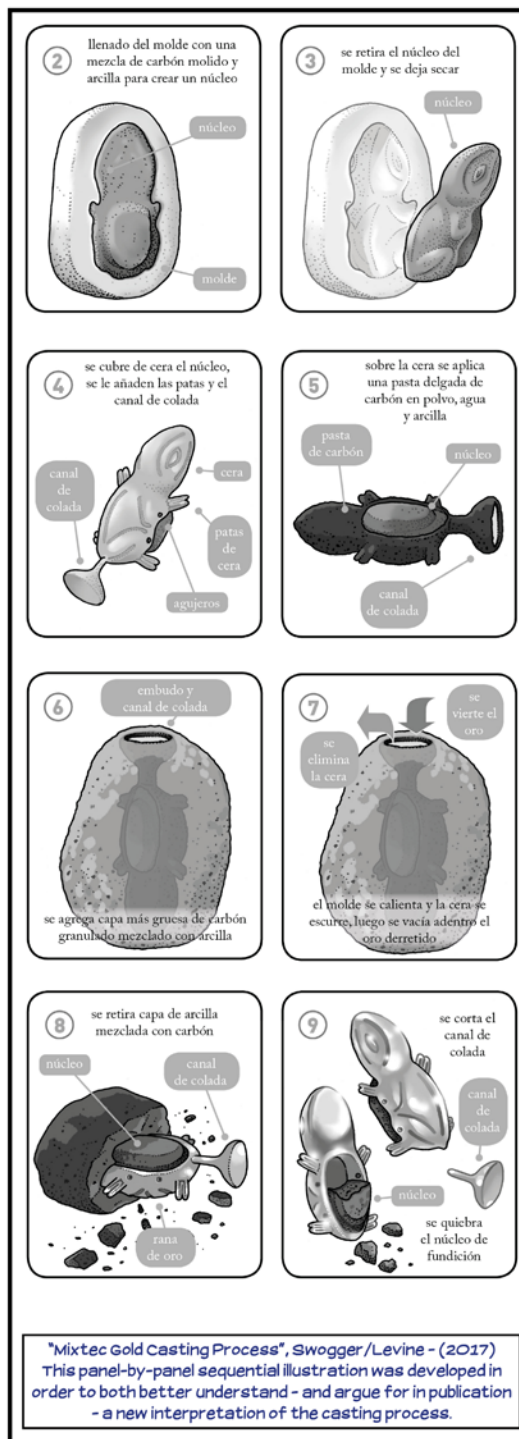 2
llenado del molde con una
mezcla de carbón molido y
arcilla para crear un núcleo
núcleo
molde
3
se retira el núcleo del
molde y se deja secar
núcleo
4
se cubre de cera el núcleo,
se le añaden las patas y el
canal de colada
canal
de
colada
cera
patas
de
cera
agujeros
5
sobre la cera se aplica
una pasta delgada de
carbón en polvo, agua
y arcilla
pasta
de carbón
núcleo
canal
de colada
6
embudo y
canal de colada
se agrega capa más gruesa de carbón
granulado mezclado con arcilla
7
se
vierte el
oro
se
elimina
la cera
el molde se calienta y la cera se
escurre, luego se vacía adentro el
oro derretido
8
se retira capa de arcilla
mezclada con carbón
núcleo
canal
de colada
rana
de oro
9
se corta el
canal de
colada
canal
de
colada
núcleo
se quiebra
el núcleo de
fundición
"Mixtec Gold Casting Process", Swogger/Levine - (2017)
This panel-by-panel sequential illustration was developed in
order to both better understand - and argue for in publication
- a new interpretation of the casting process.